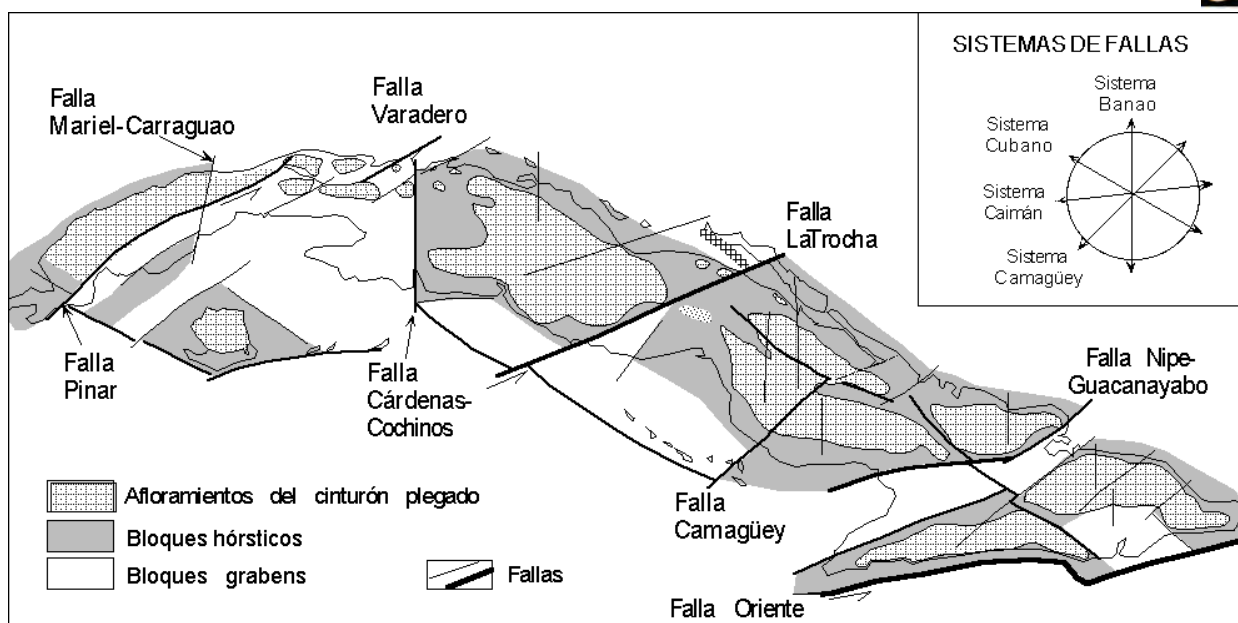 SISTEMAS DE FALLAS
Sistema
Banao
Sistema
Cubano
Sistema
Caimán
Sistema
Camagüey
Falla
Mariel-Carraguao
Falla
Varadero
Falla
LaTrocha
Falla
Pinar
Falla
Cárdenas-
Cochinos
Falla Nipe-
Guacanayabo
Falla
Camagüey
Falla Oriente
Afloramientos del cinturón plegado
Bloques hórsticos
Bloques grabens
Fallas